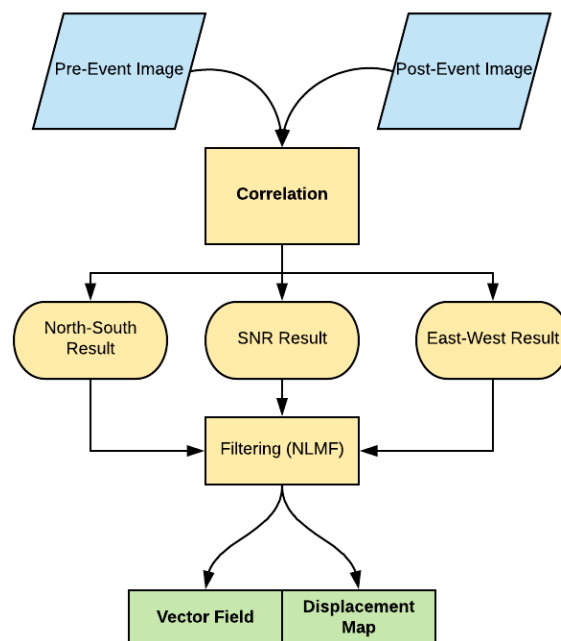 Pre-Event Image
Post-Event Image
Correlation
North-South
Result
SNR Result
East-West Result
Filtering (NLMF)
Vector Field
Displacement
Map